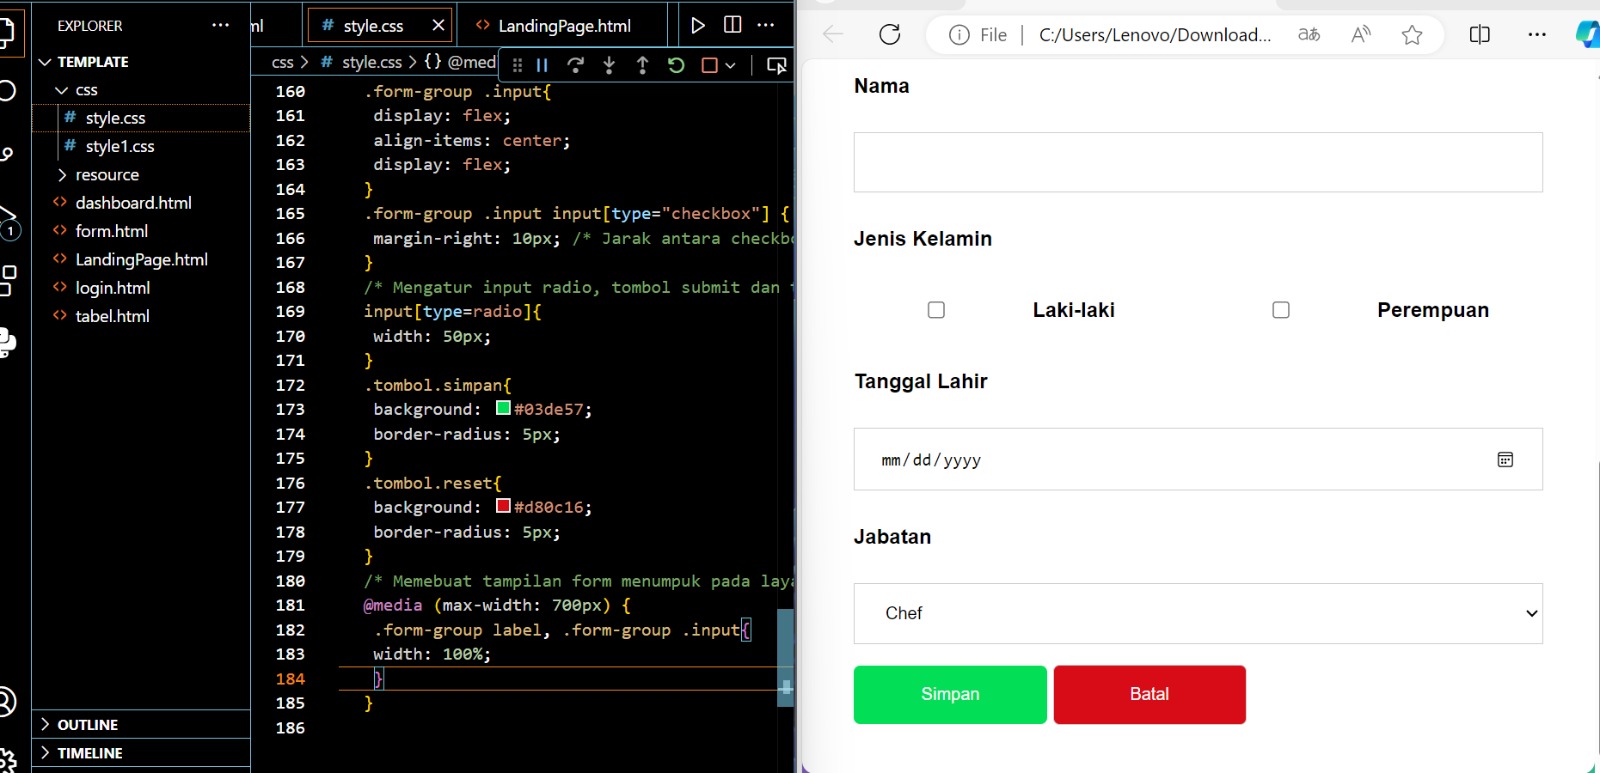 EXPLORER
ml
style.css
LandingPage.html
TEMPLATE
css
style.css
style1.css
resource
dashboard.html
form.html
LandingPage.html
login.html
tabel.html
OUTLINE
TIMELINE
1
css > # style.css > {} @med
160 .form-group .input{
161 display: flex;
162 align-items: center;
163 display: flex;
164 }
165 .form-group .input input[type="checkbox"] {
166 margin-right: 10px; /* Jarak antara checkbo
167 }
168 /* Mengatur input radio, tombol submit dan
169 input[type=radio]{
170 width: 50px;
171 }
172 .tombol.simpan{
173 background: #03de57;
174 border-radius: 5px;
175 }
176 .tombol.reset{
177 background: #d80c16;
178 border-radius: 5px;
179 }
180 /* Memebuat tampilan form menumpuk pada laya
181 @media (max-width: 700px) {
182 .form-group label, .form-group .input{
183 width: 100%;
184 }
185 }
186
File | C:/Users/Lenovo/Download...
Nama
Jenis Kelamin
Laki-laki Perempuan
Tanggal Lahir
mm/dd/yyyy
Jabatan
Chef
Simpan Batal